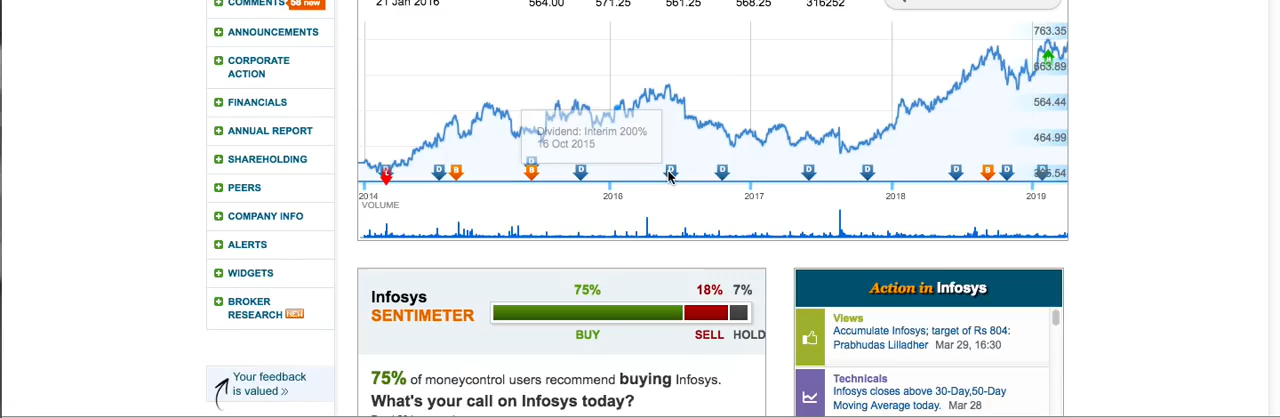 COMMENTS 58 new
ANNOUNCEMENTS
CORPORATE
ACTION
FINANCIALS
ANNUAL REPORT
SHAREHOLDING
PEERS
COMPANY INFO
ALERTS
WIDGETS
BROKER
RESEARCH NEW
Your feedback
is valued »
21 Jan 2016 564.00 571.25 561.25 568.25 316252
763.35
663.89
564.44
464.99
Dividend: Interim 200%
16 Oct 2015
D
D B B D D D D D B D D
2014 2016 2017 2018 2019
VOLUME
Infosys
SENTIMETER
75% 18% 7%
BUY SELL HOLD
75% of moneycontrol users recommend buying Infosys.
What's your call on Infosys today?
Action in Infosys
Views
Accumulate Infosys; target of Rs 804:
Prabhudas Lilladher Mar 29, 16:30
Technicals
Infosys closes above 30-Day,50-Day
Moving Average today. Mar 28